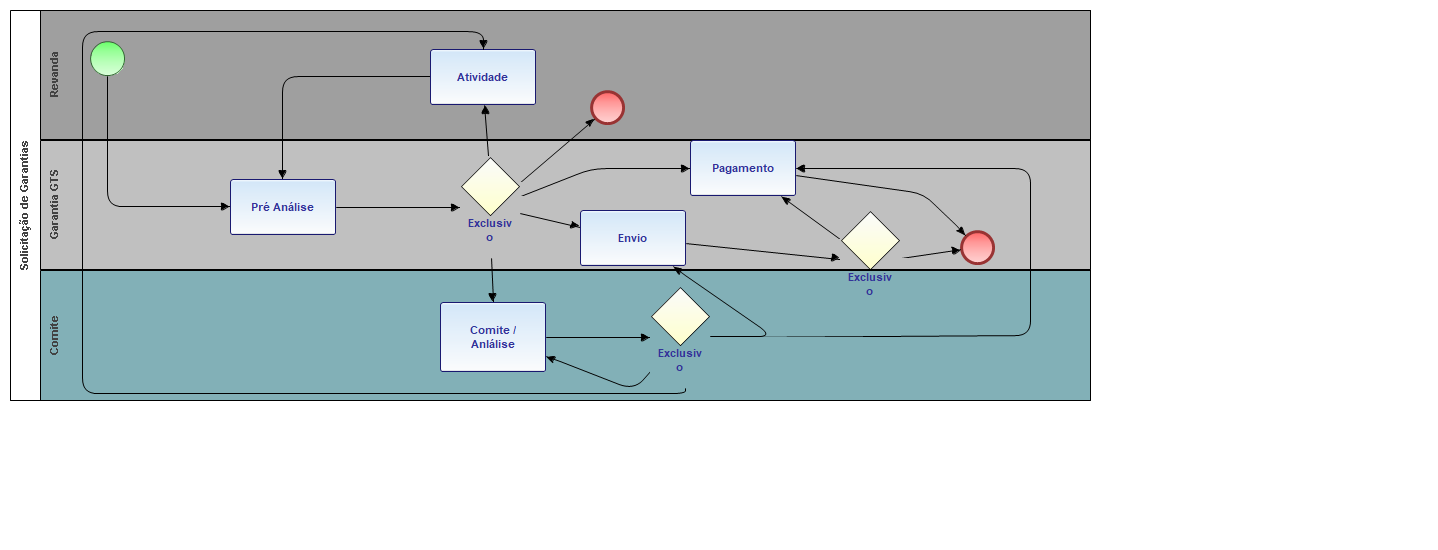 Solicitação de Garantias
Revanda
Atividade
Garantia GTS
Pré Análise
Exclusiv
o
Pagamento
Envio
Exclusiv
o
Comite
Comite /
Anlálise
Exclusiv
o